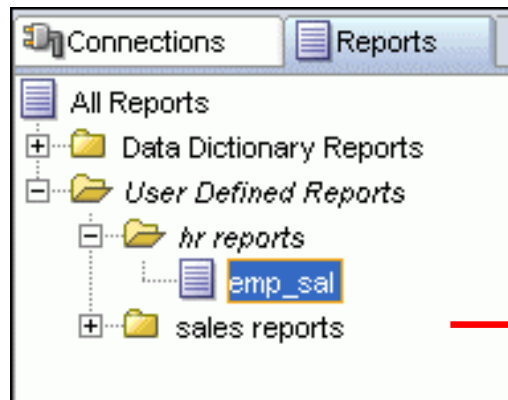 Connections Reports
All Reports
Data Dictionary Reports
User Defined Reports
hr reports
emp_sal
sales reports